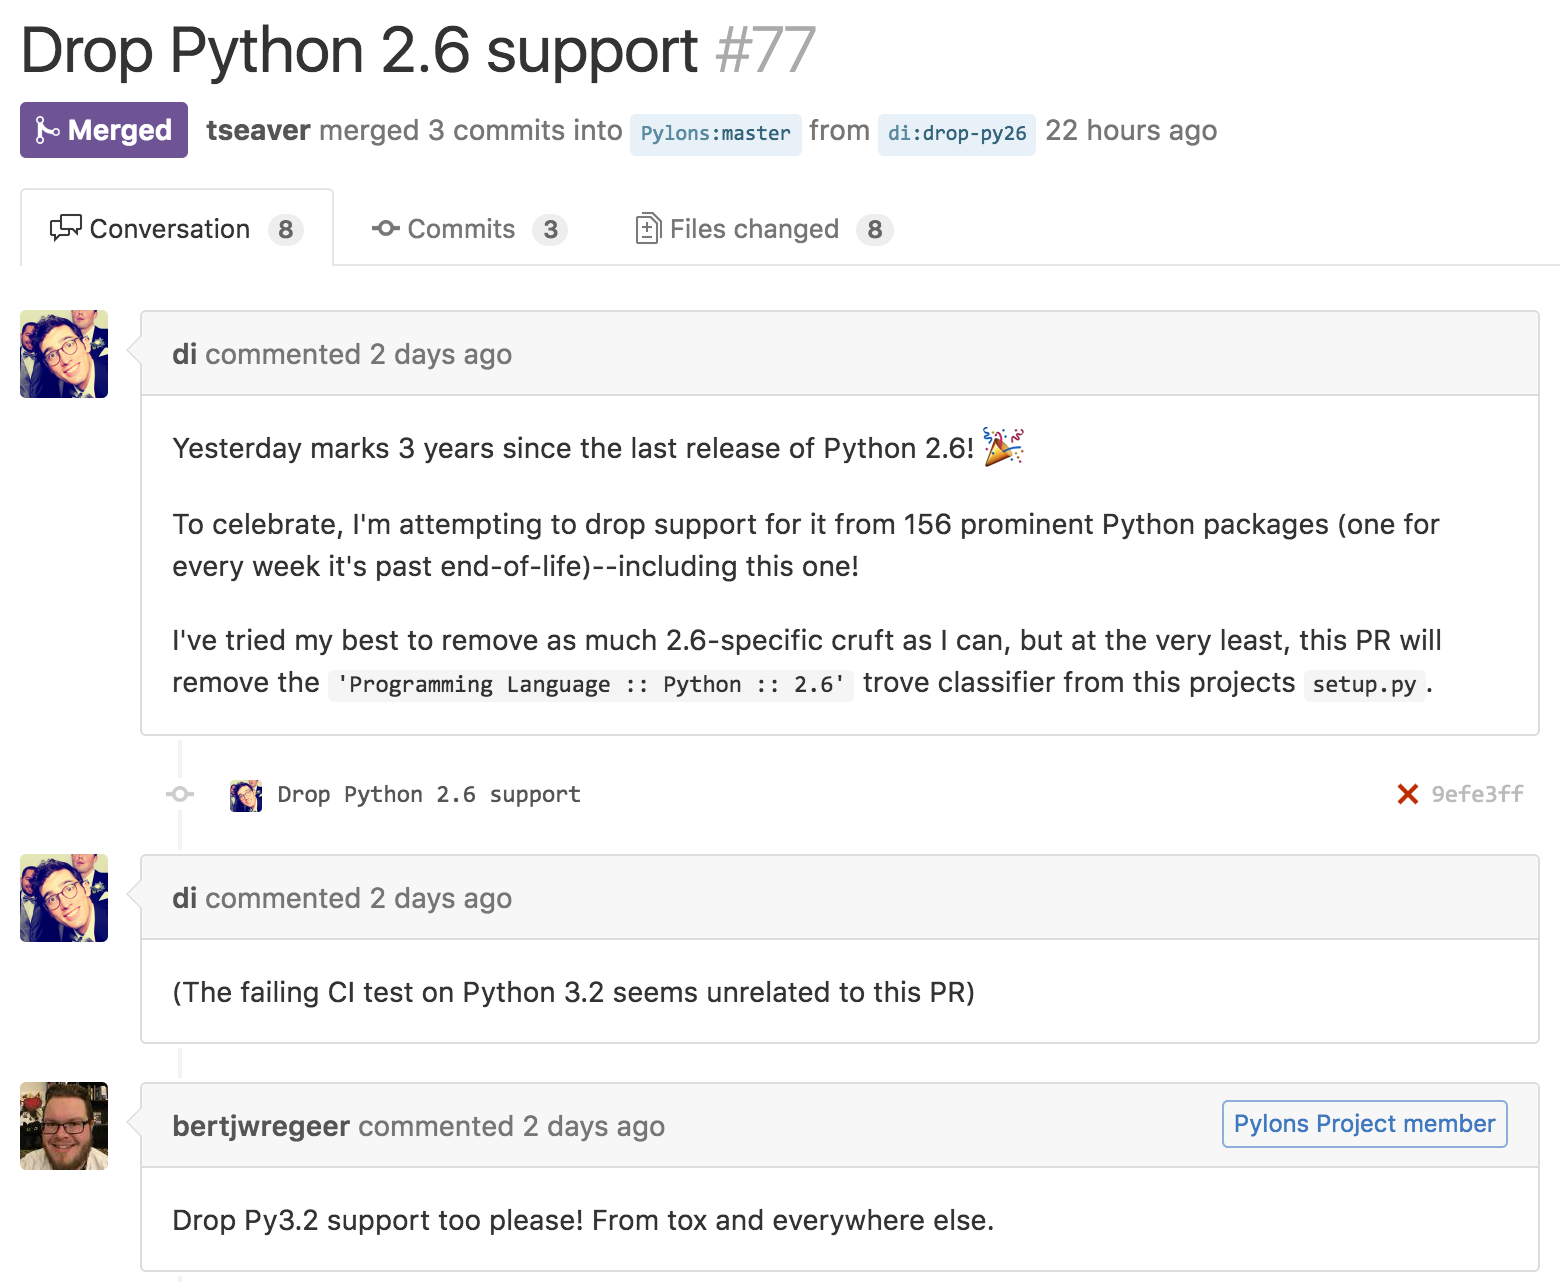 Drop Python 2.6 support #77
Merged tseaver merged 3 commits into Pylons:master from di:drop-py26 22 hours ago
Conversation 8 Commits 3 Files changed 8
di commented 2 days ago
Yesterday marks 3 years since the last release of Python 2.6! 🎉
To celebrate, I'm attempting to drop support for it from 156 prominent Python packages (one for
every week it's past end-of-life)--including this one!
I've tried my best to remove as much 2.6-specific cruft as I can, but at the very least, this PR will
remove the 'Programming Language :: Python :: 2.6' trove classifier from this projects setup.py.
Drop Python 2.6 support 9efe3ff
di commented 2 days ago
(The failing CI test on Python 3.2 seems unrelated to this PR)
bertjwregeer commented 2 days ago Pylons Project member
Drop Py3.2 support too please! From tox and everywhere else.